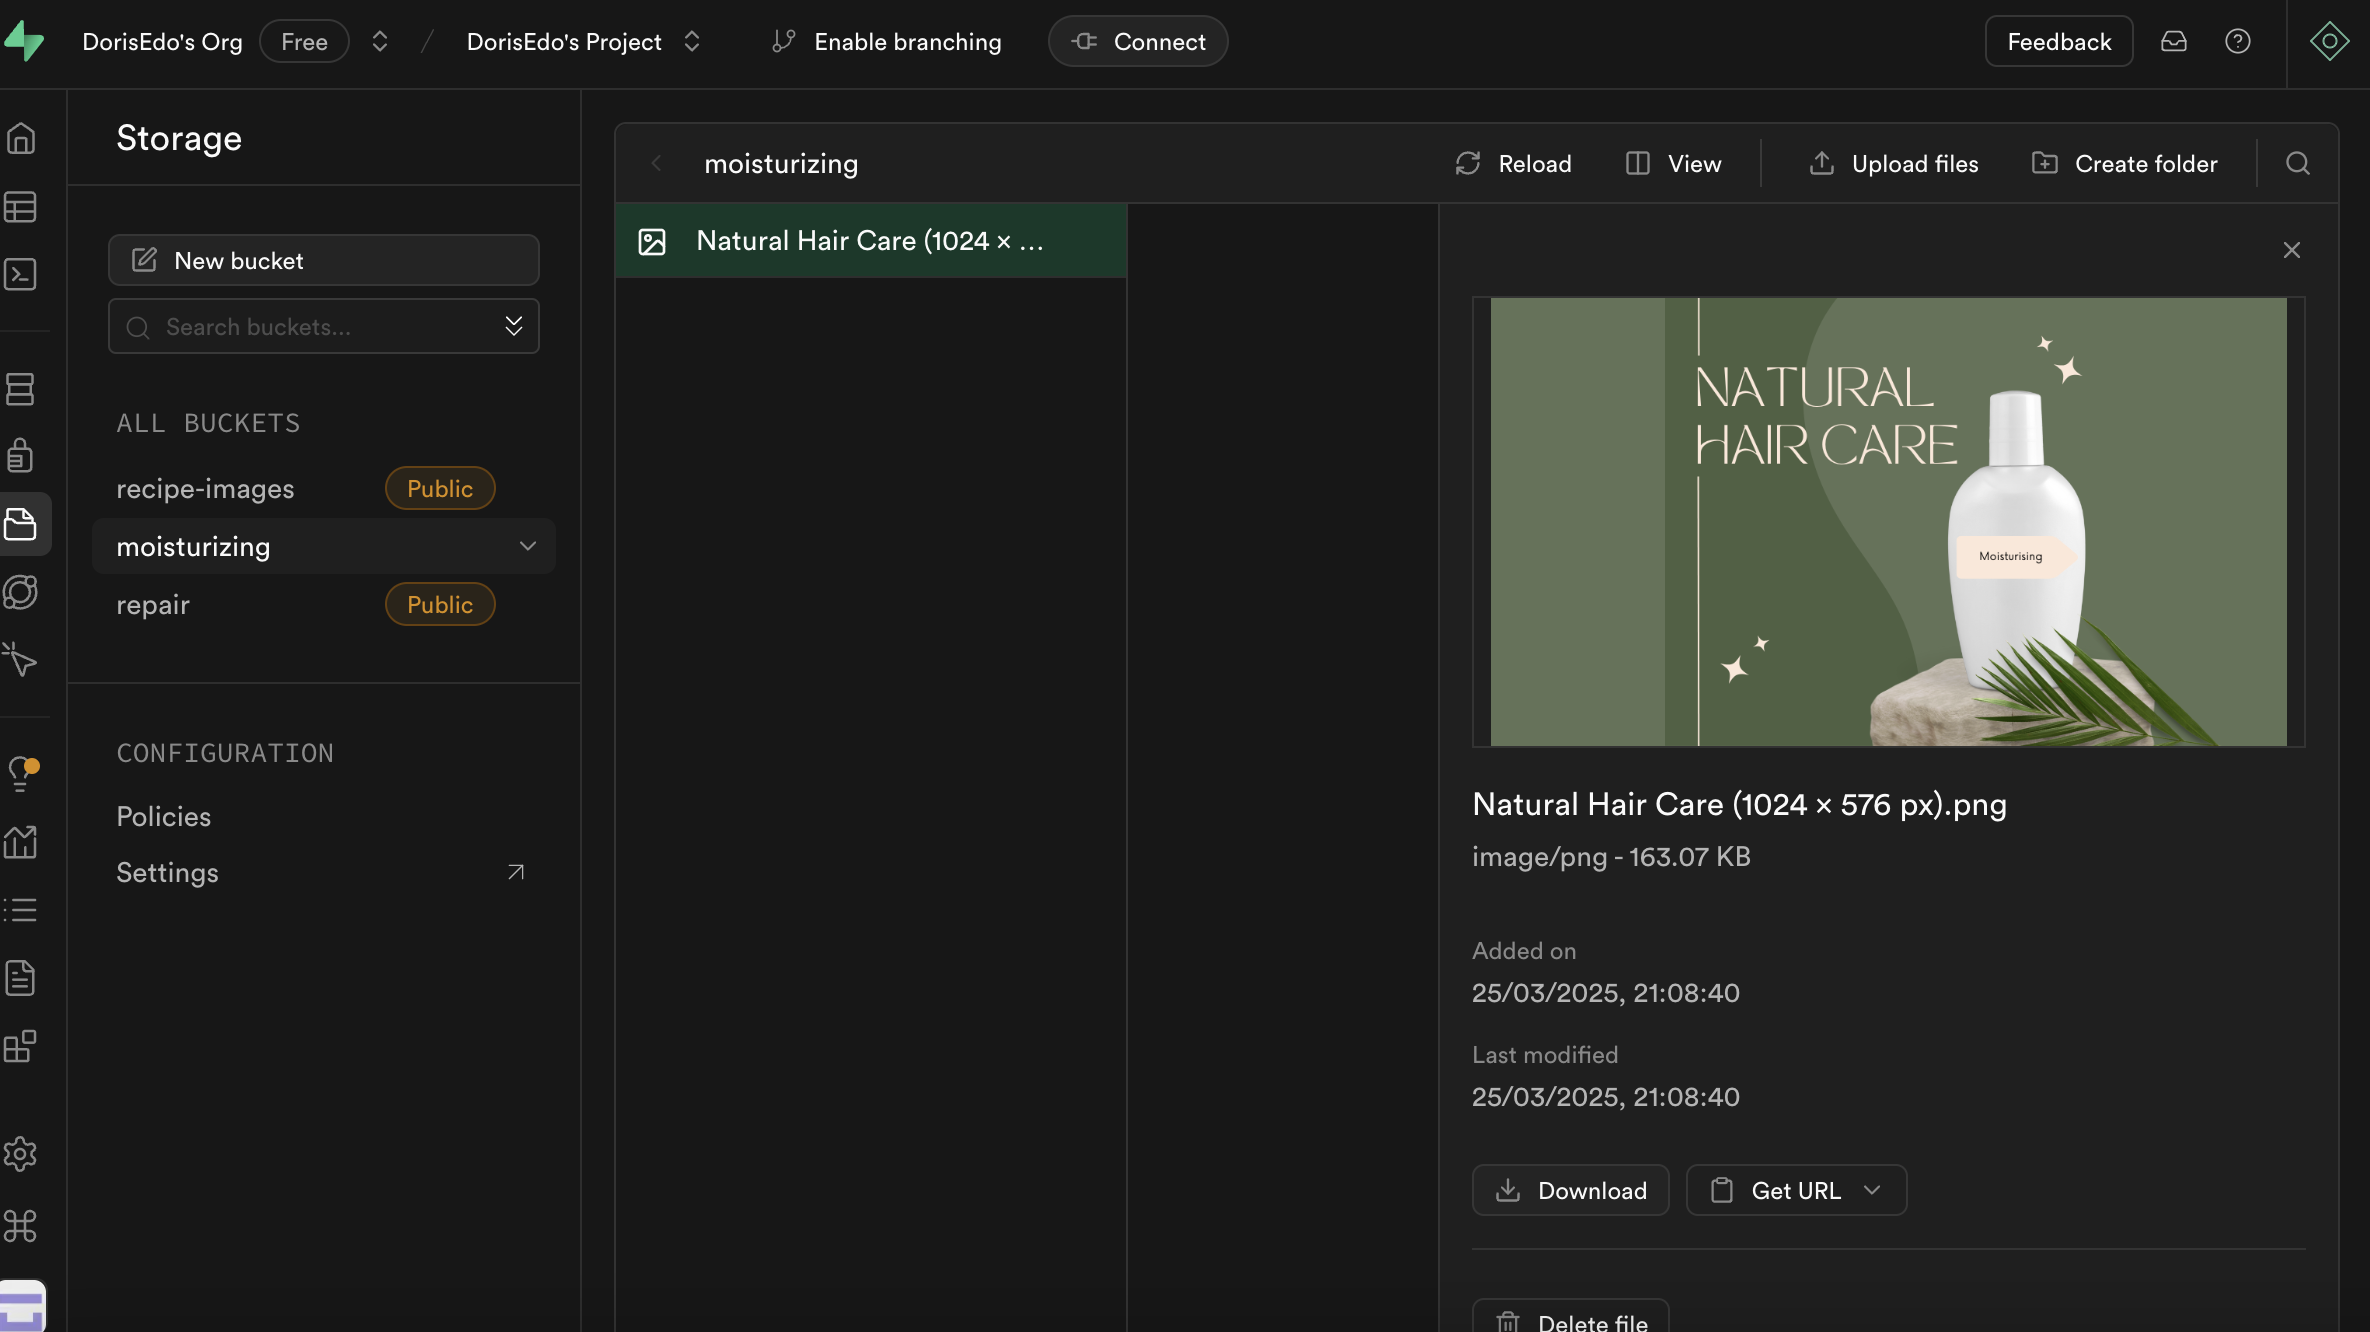 DorisEdo's Org Free / DorisEdo's Project Enable branching Connect Feedback
Storage
New bucket
Search buckets...
ALL BUCKETS
recipe-images Public
moisturizing
repair Public
CONFIGURATION
Policies
Settings
moisturizing Reload View Upload files Create folder
Natural Hair Care (1024 × ...
NATURAL
HAIR CARE
Moisturising
Natural Hair Care (1024 × 576 px).png
image/png - 163.07 KB
Added on
25/03/2025, 21:08:40
Last modified
25/03/2025, 21:08:40
Download Get URL
Delete file